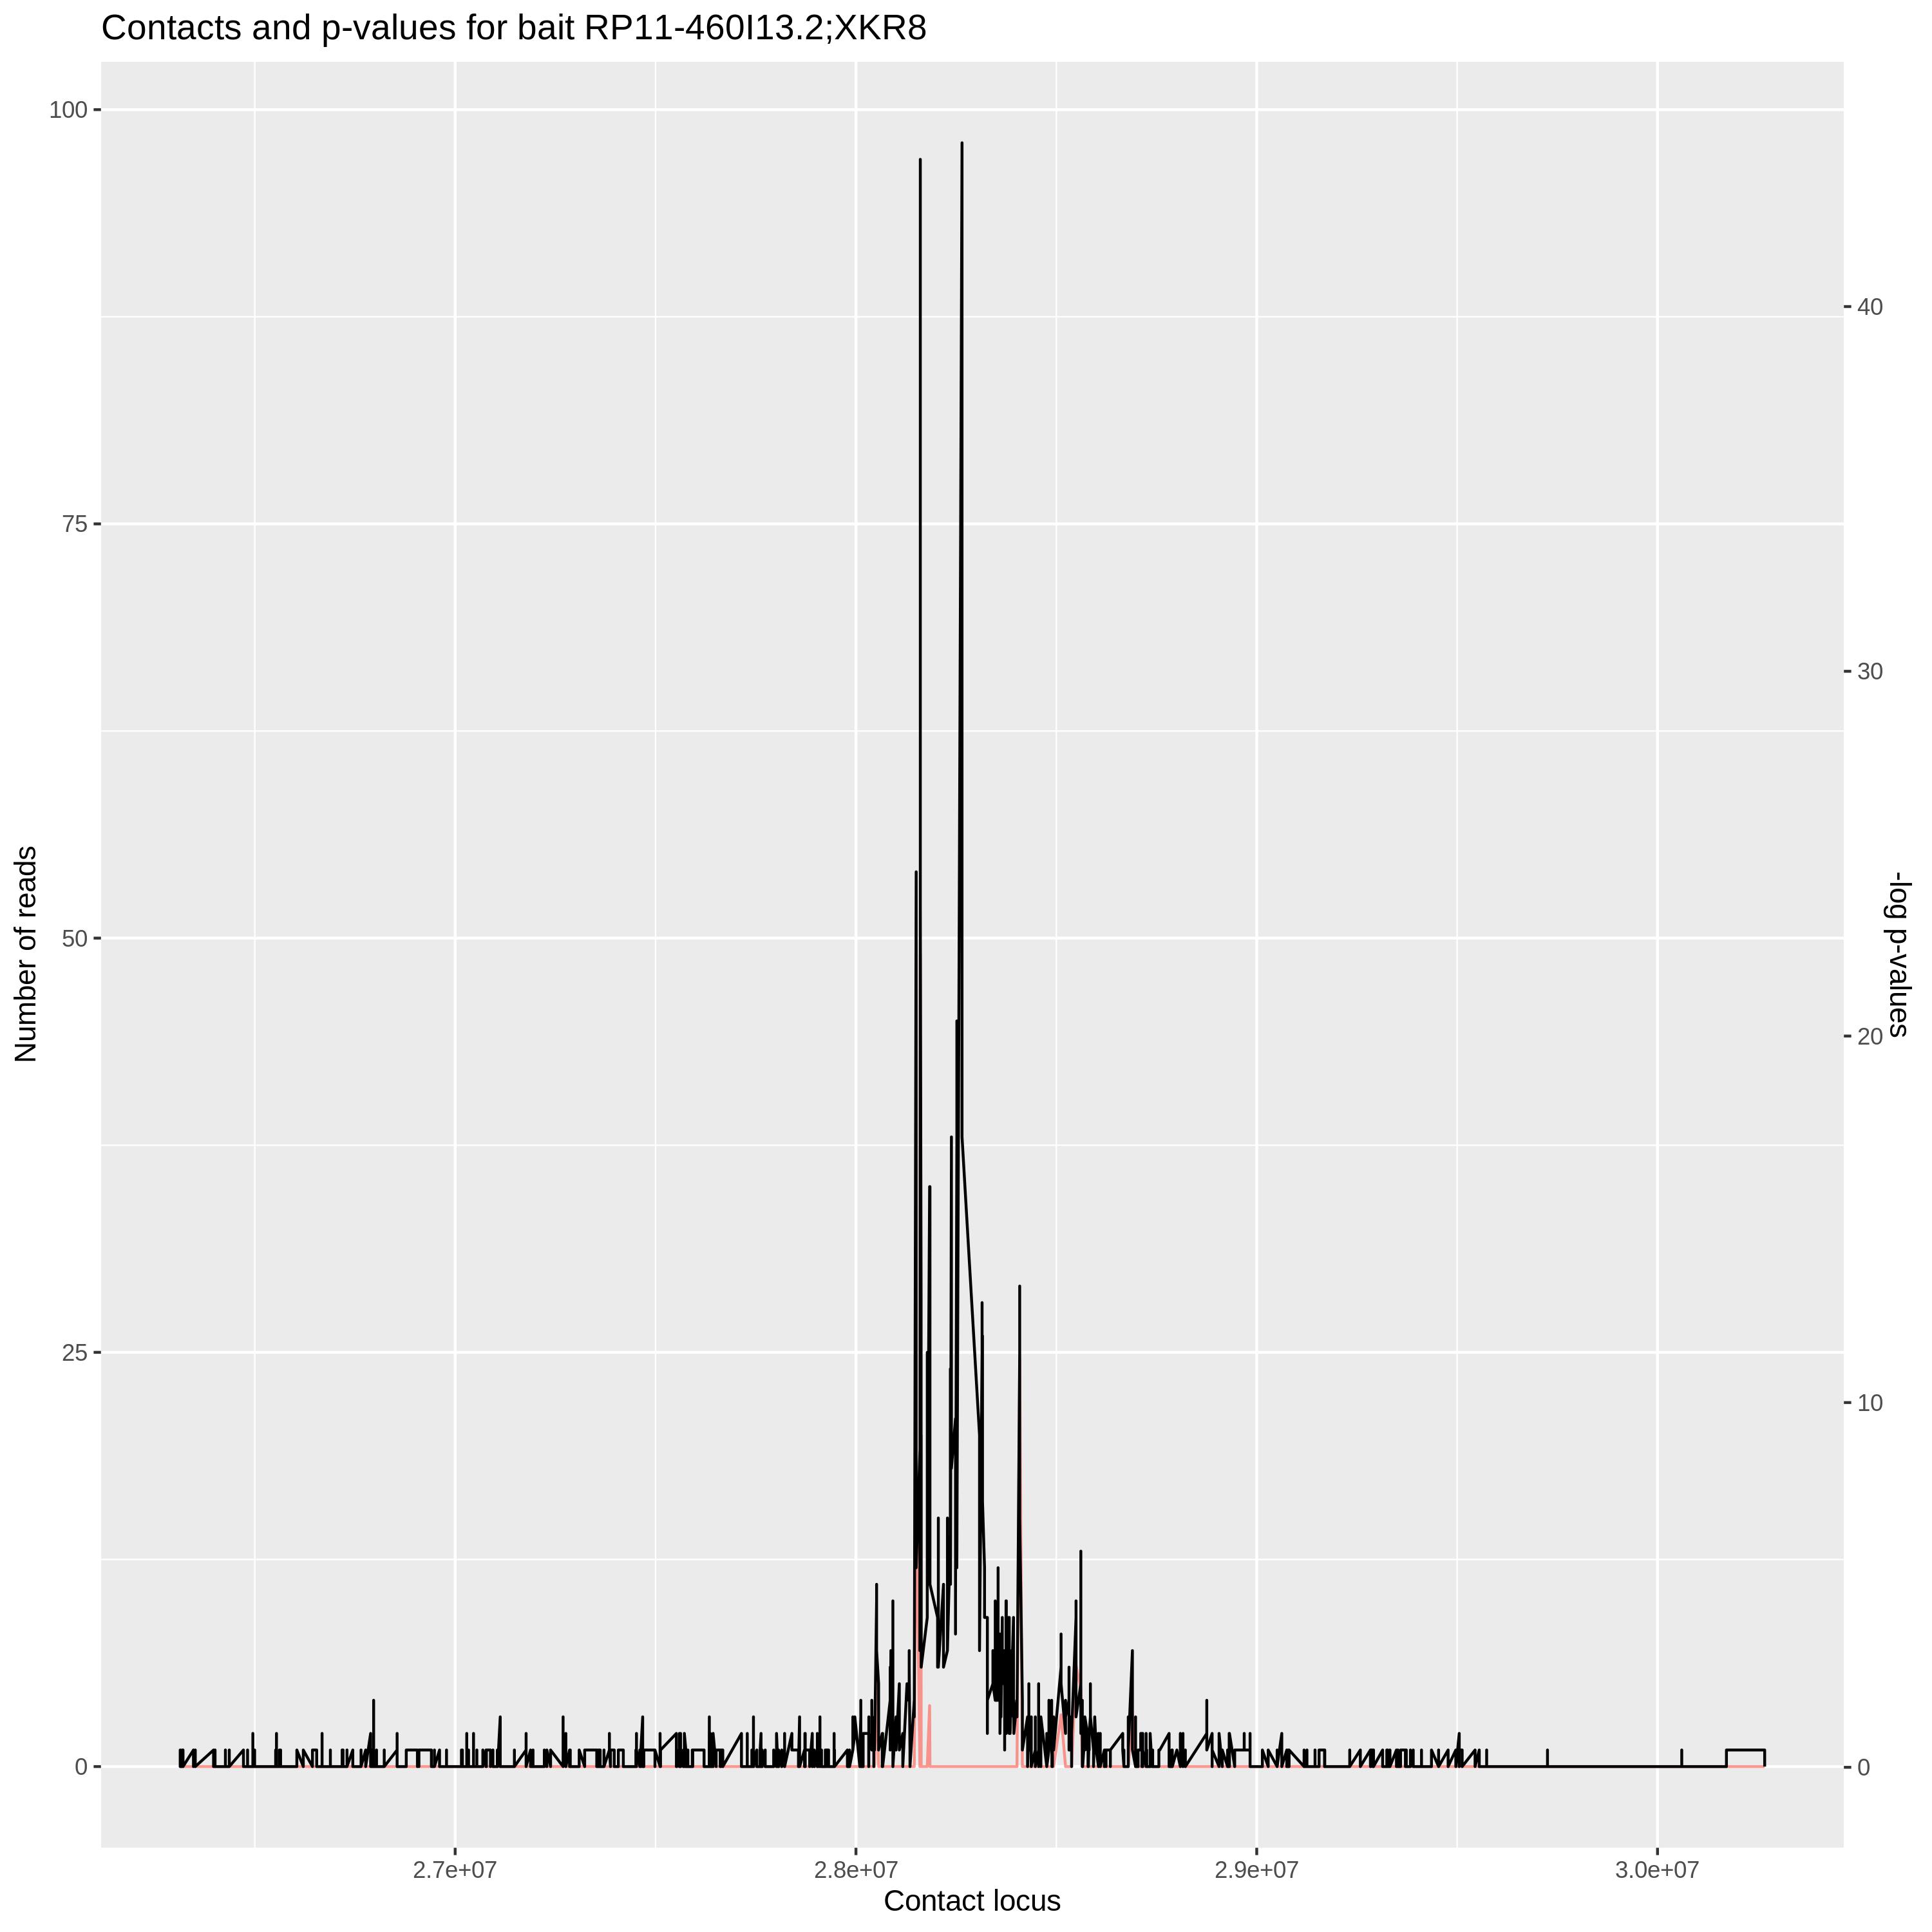 Contacts and p-values for bait RP11-460I13.2;XKR8
100
75
50
25
0
Number of reads
40
30
20
10
0
-log p-values
2.7e+07 2.8e+07 2.9e+07 3.0e+07
Contact locus